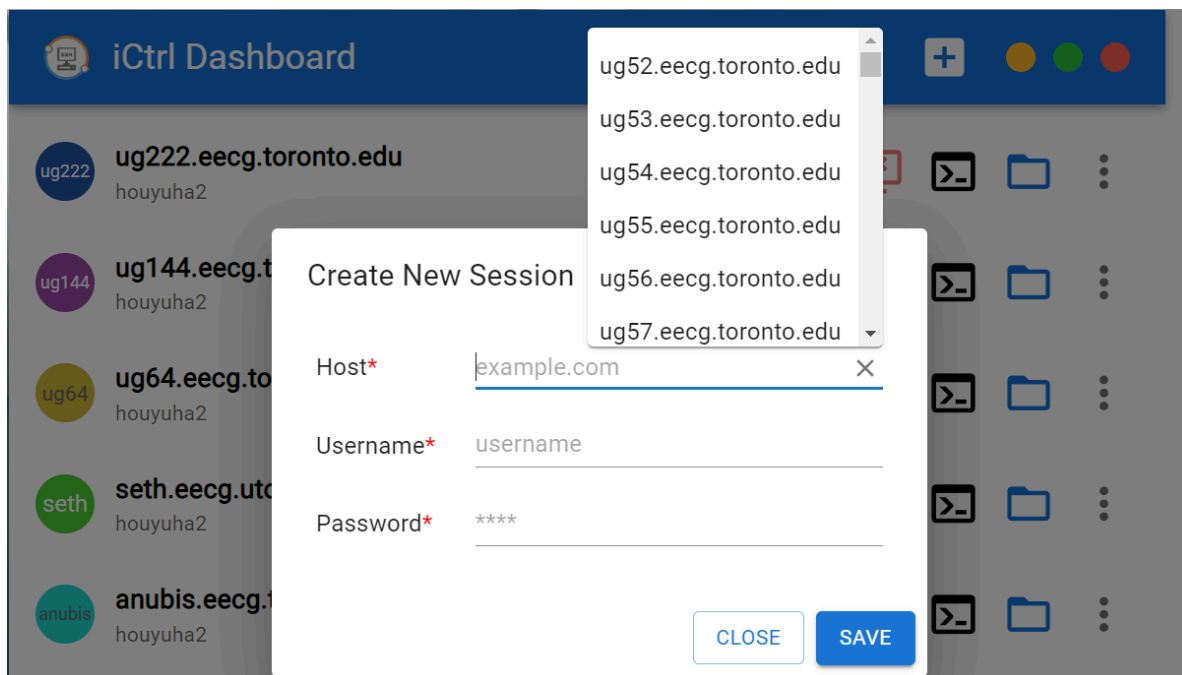 iCtrl Dashboard
ug52.eecg.toronto.edu
ug53.eecg.toronto.edu
ug54.eecg.toronto.edu
ug55.eecg.toronto.edu
ug56.eecg.toronto.edu
ug57.eecg.toronto.edu
ug222
ug222.eecg.toronto.edu
houyuha2
ug144
ug144.eecg.t
houyuha2
ug64
ug64.eecg.to
houyuha2
seth
seth.eecg.utc
houyuha2
anubis
anubis.eecg.t
houyuha2
Create New Session
Host*
example.com
Username*
username
Password*
****
CLOSE
SAVE